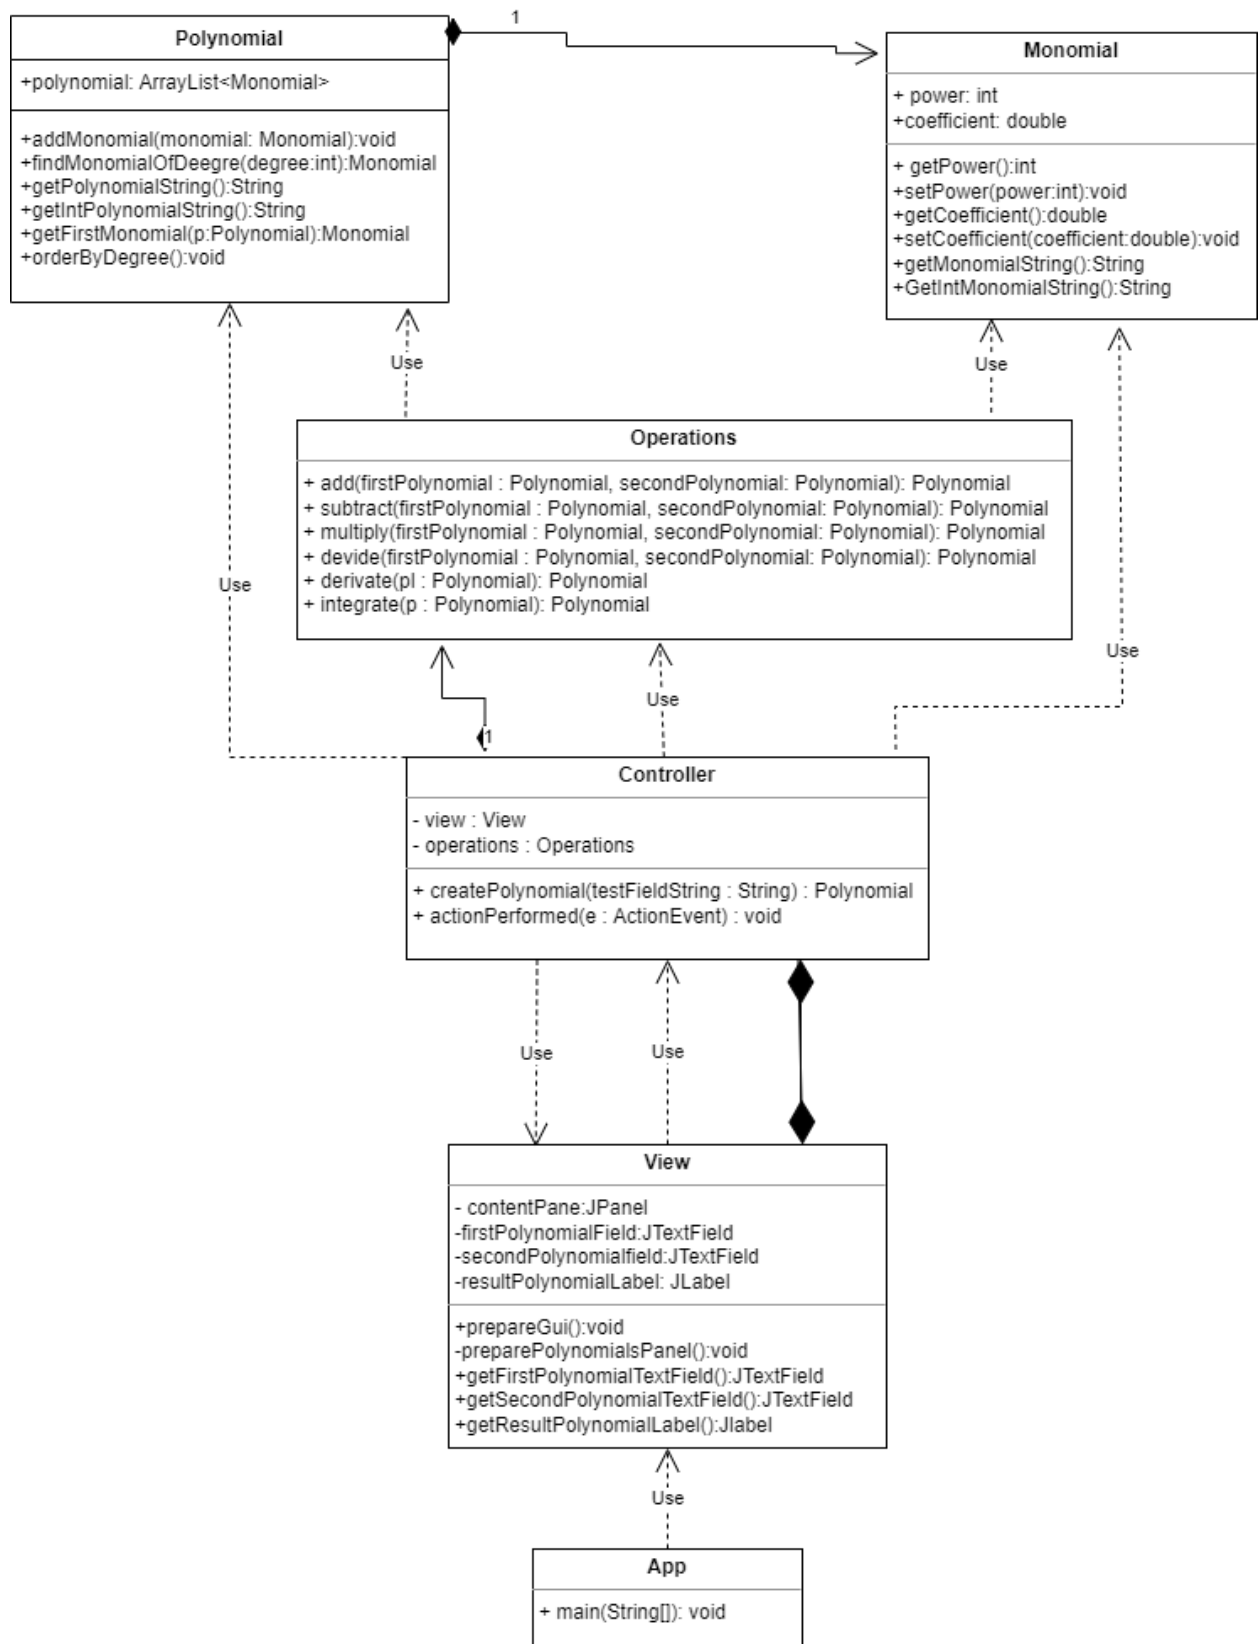 1
Polynomial
+polynomial: ArrayList<Monomial>
+addMonomial(monomial: Monomial):void
+findMonomialOfDeegre(degree:int):Monomial
+getPolynomialString():String
+getIntPolynomialString():String
+getFirstMonomial(p:Polynomial):Monomial
+orderByDegree():void
Monomial
+ power: int
+coefficient: double
+ getPower():int
+setPower(power:int):void
+getCoefficient():double
+setCoefficient(coefficient:double):void
+getMonomialString():String
+GetIntMonomialString():String
Use
Use
Operations
+ add(firstPolynomial : Polynomial, secondPolynomial: Polynomial): Polynomial
+ subtract(firstPolynomial : Polynomial, secondPolynomial: Polynomial): Polynomial
+ multiply(firstPolynomial : Polynomial, secondPolynomial: Polynomial): Polynomial
+ devide(firstPolynomial : Polynomial, secondPolynomial: Polynomial): Polynomial
+ derivate(pl : Polynomial): Polynomial
+ integrate(p : Polynomial): Polynomial
Use
Use
Use
1
Controller
- view : View
- operations : Operations
+ createPolynomial(testFieldString : String) : Polynomial
+ actionPerformed(e : ActionEvent) : void
Use
Use
View
- contentPane:JPanel
-firstPolynomialField:JTextField
-secondPolynomialfield:JTextField
-resultPolynomialLabel: JLabel
+prepareGui():void
-preparePolynomialsPanel():void
+getFirstPolynomialTextField():JTextField
+getSecondPolynomialTextField():JTextField
+getResultPolynomialLabel():Jlabel
Use
App
+ main(String[]): void